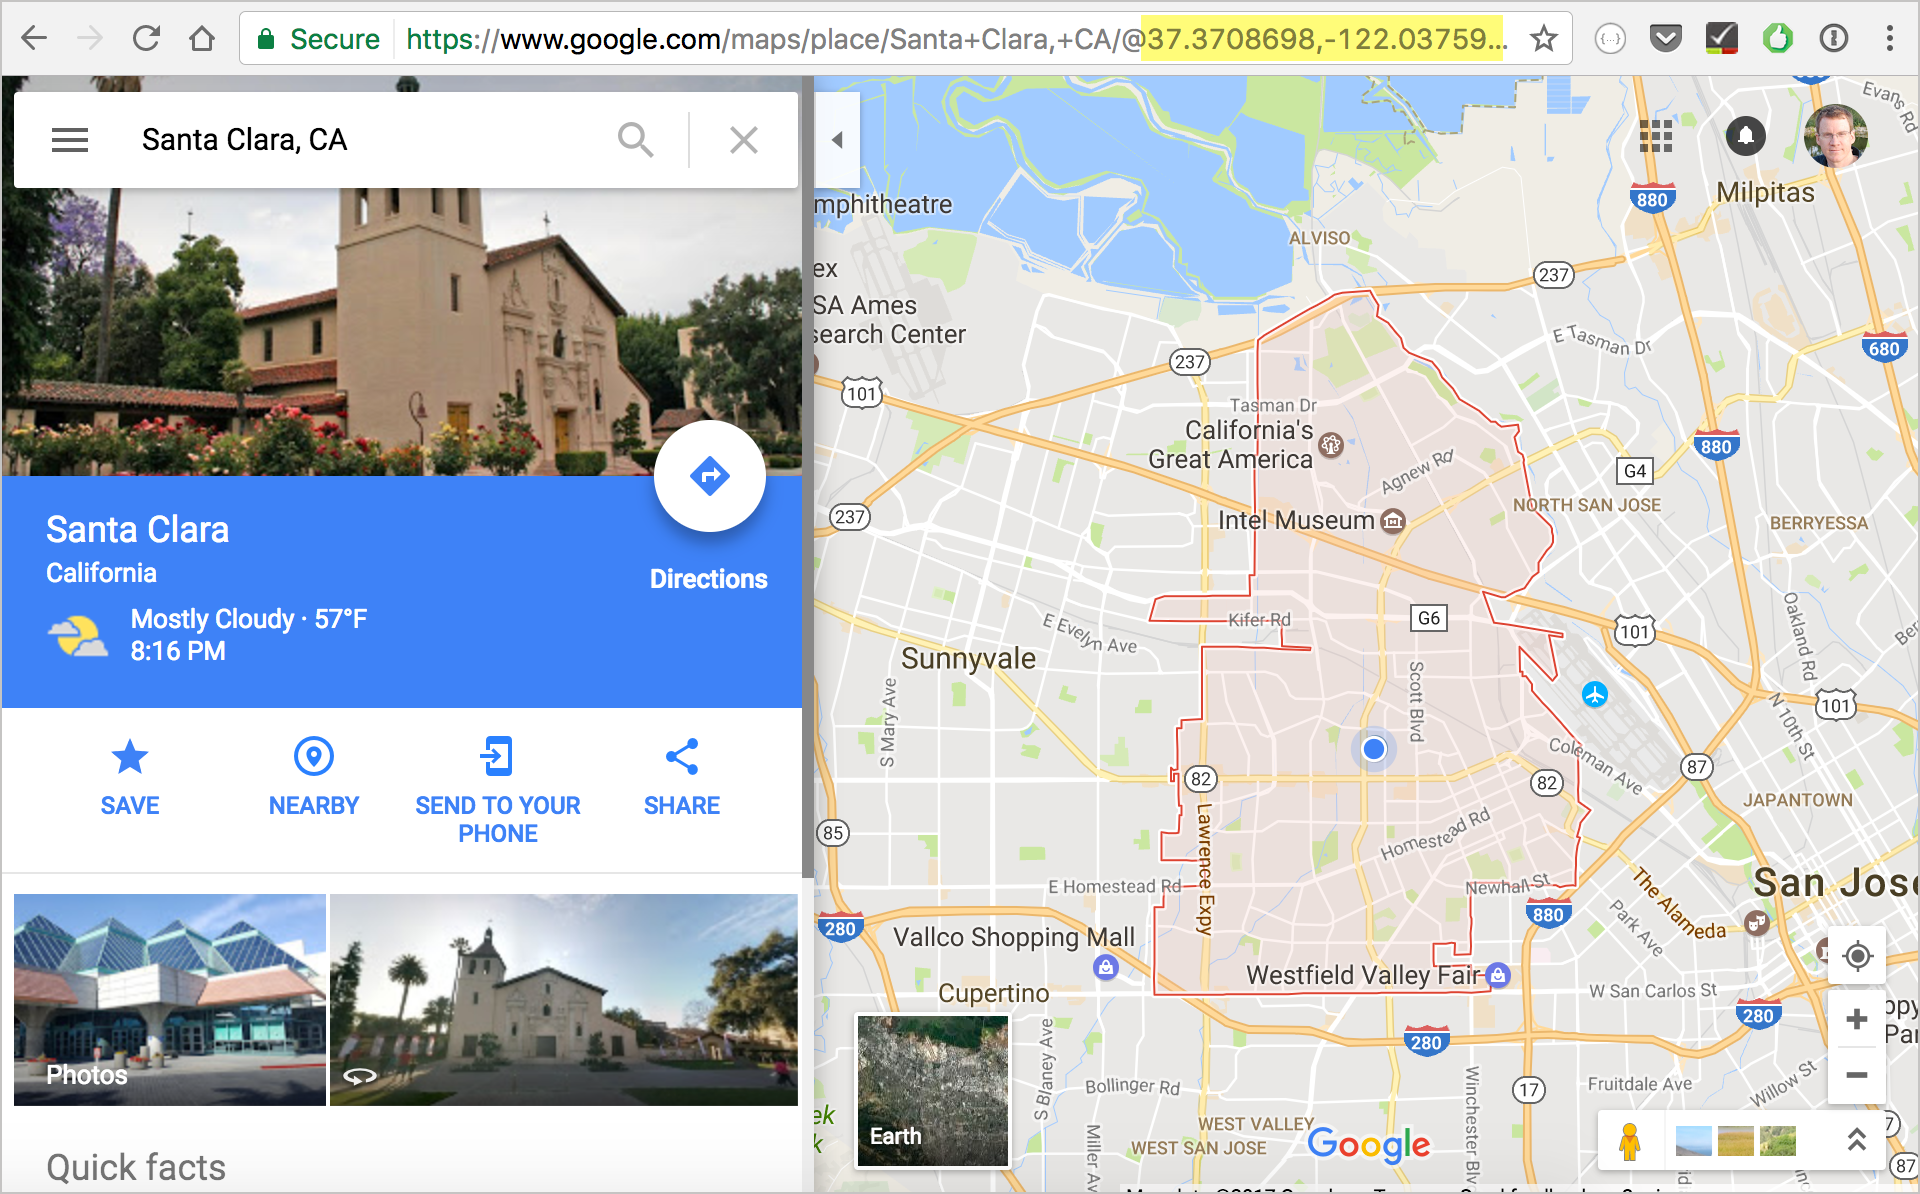 Secure https://www.google.com/maps/place/Santa+Clara,+CA/@37.3708698,-122.03759...
Santa Clara, CA
Santa Clara
California
Directions
Mostly Cloudy · 57°F
8:16 PM
SAVE
NEARBY
SEND TO YOUR
PHONE
SHARE
Photos
Quick facts
Evans Rd
880
Milpitas
mphitheatre
ALVISO
ex
237
SA Ames
search Center
E Tasman Dr
680
237
101
Tasman Dr
California's
Great America
880
Agnew Rd
G4
237
Intel Museum
NORTH SAN JOSE
BERRYESSA
Kifer Rd
G6
Oakland Rd
101
E Evelyn Ave
Sunnyvale
Scott Blvd
S Mary Ave
101
N 10th St
Coleman Ave
87
82
82
JAPANTOWN
85
Lawrence Expy
Homestead Rd
E Homestead Rd
Newhall St
The Alameda
San Jos
880
280
Park Ave
Vallco Shopping Mall
Westfield Valley Fair
Cupertino
W San Carlos St
280
opy
Pa
280
S Blaney Ave
Bollinger Rd
Winchester Blv
17
Fruitdale Ave
Willow St
ek
k
Earth
WEST VALLEY
WEST SAN JOSE
Miller Av
Google
87